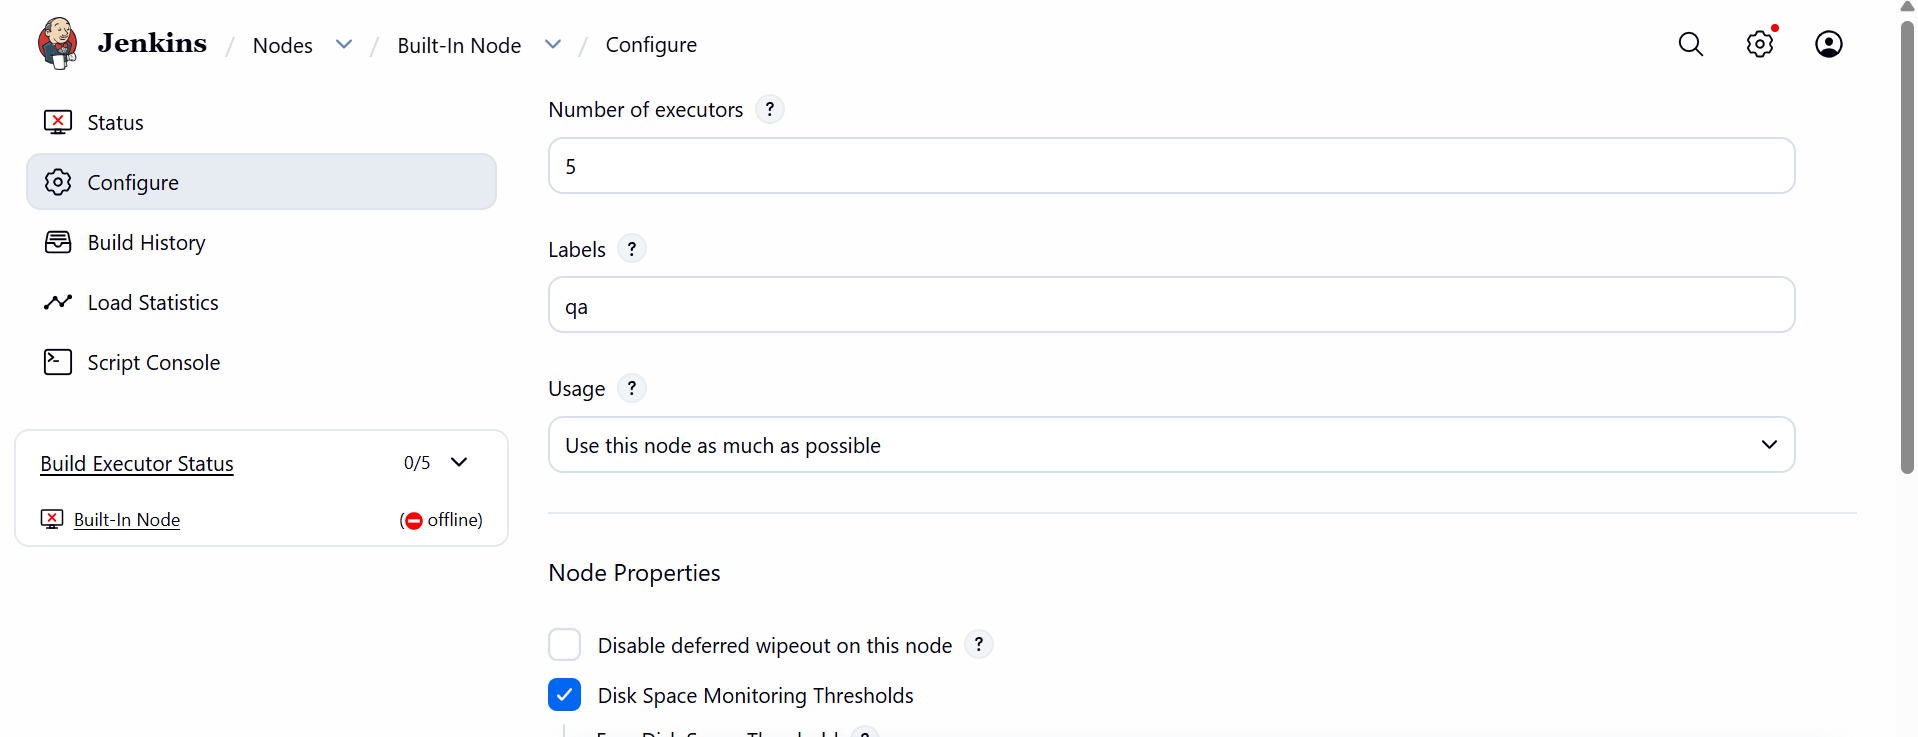 Jenkins / Nodes / Built-In Node / Configure
Status
Configure
Build History
Load Statistics
Script Console
Build Executor Status 0/5
Built-In Node (offline)
Number of executors ?
5
Labels ?
qa
Usage ?
Use this node as much as possible
Node Properties
Disable deferred wipeout on this node ?
Disk Space Monitoring Thresholds